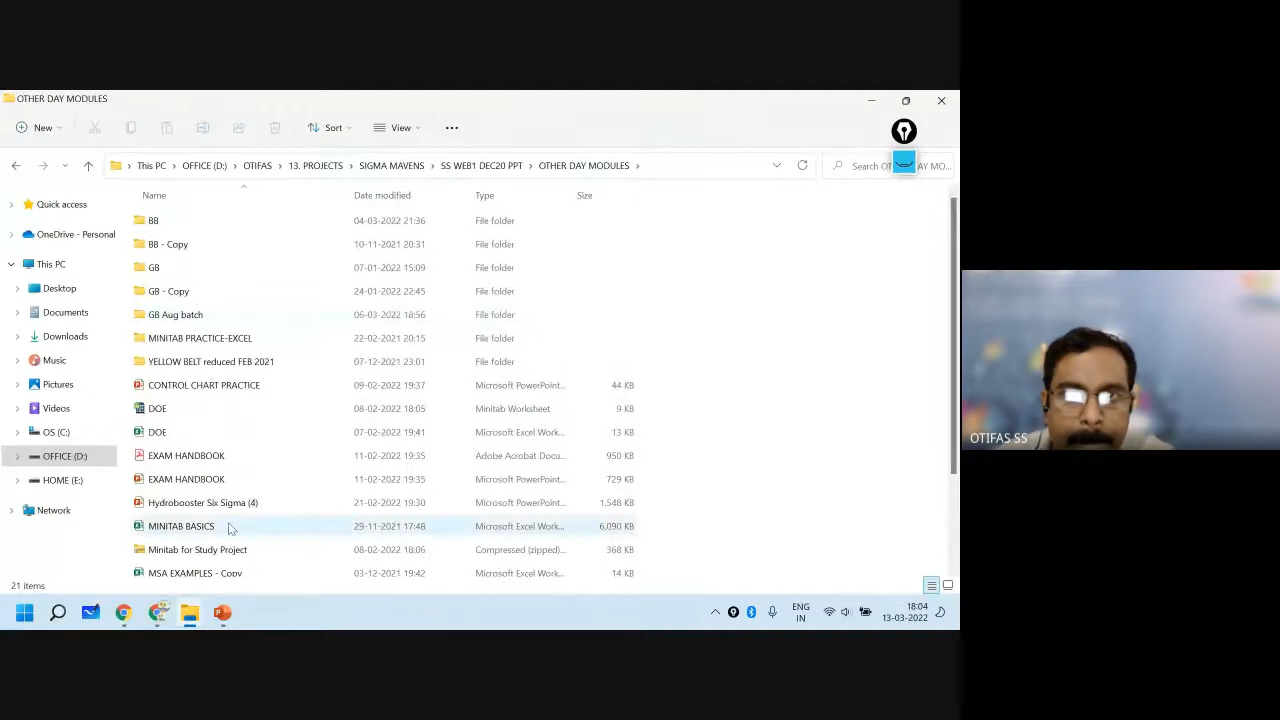 OTHER DAY MODULES
New
Sort
View
This PC > OFFICE (D:) > OTIFAS > 13. PROJECTS > SIGMA MAVENS > SS WEB1 DEC20 PPT > OTHER DAY MODULES >
Search OT AY MO...
Name Date modified Type Size
Quick access
OneDrive - Personal
This PC
Desktop
Documents
Downloads
Music
Pictures
Videos
OS (C:)
OFFICE (D:)
HOME (E:)
Network
BB 04-03-2022 21:36 File folder
BB - Copy 10-11-2021 20:31 File folder
GB 07-01-2022 15:09 File folder
GB - Copy 24-01-2022 22:45 File folder
GB Aug batch 06-03-2022 18:56 File folder
MINITAB PRACTICE-EXCEL 22-02-2021 20:15 File folder
YELLOW BELT reduced FEB 2021 07-12-2021 23:01 File folder
CONTROL CHART PRACTICE 09-02-2022 19:37 Microsoft PowerPoint... 44 KB
DOE 08-02-2022 18:05 Minitab Worksheet 9 KB
DOE 07-02-2022 19:41 Microsoft Excel Work... 13 KB
EXAM HANDBOOK 11-02-2022 19:35 Adobe Acrobat Docu... 950 KB
EXAM HANDBOOK 11-02-2022 19:35 Microsoft PowerPoint... 729 KB
Hydrobooster Six Sigma (4) 21-02-2022 19:30 Microsoft PowerPoint... 1,548 KB
MINITAB BASICS 29-11-2021 17:48 Microsoft Excel Work... 6,090 KB
Minitab for Study Project 08-02-2022 18:06 Compressed (zipped)... 368 KB
MSA EXAMPLES - Copy 03-12-2021 19:42 Microsoft Excel Work... 14 KB
21 items
ENG
IN
18:04
13-03-2022
OTIFAS SS